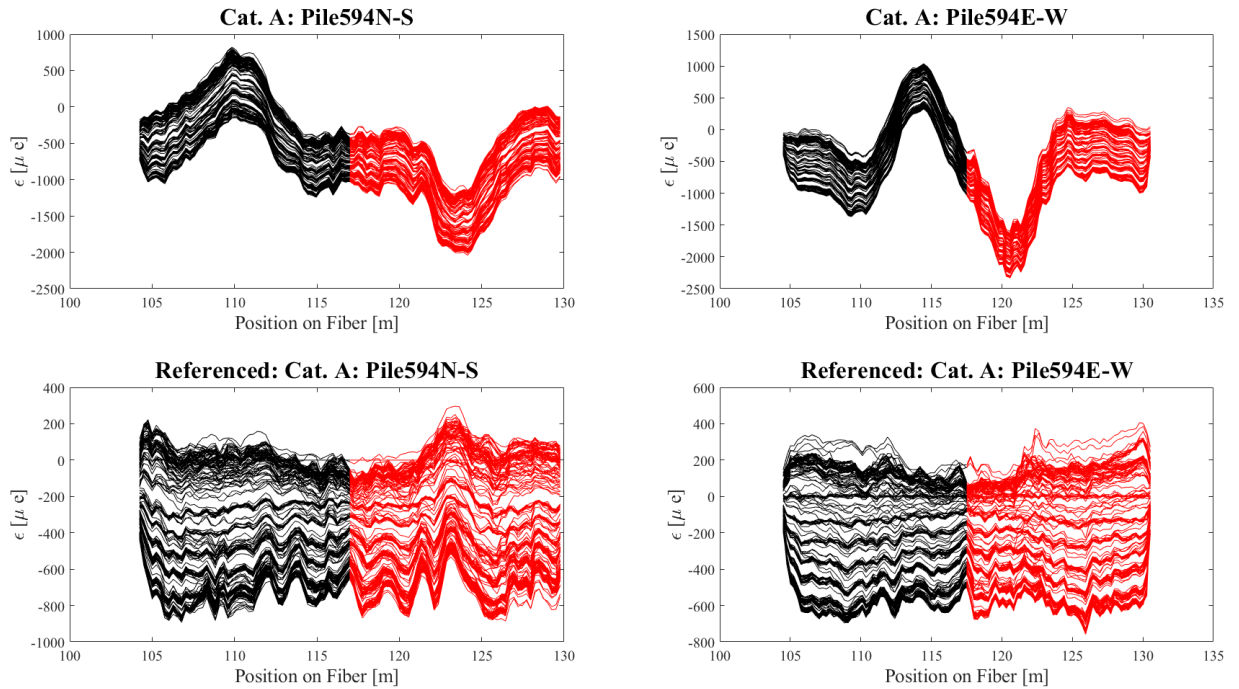 Cat. A: Pile594N-S
1000
500
0
-500
-1000
-1500
-2000
-2500
ϵ [μ e]
100 105 110 115 120 125 130
Position on Fiber [m]
Cat. A: Pile594E-W
1500
1000
500
0
-500
-1000
-1500
-2000
-2500
ϵ [μ e]
100 105 110 115 120 125 130 135
Position on Fiber [m]
Referenced: Cat. A: Pile594N-S
400
200
0
-200
-400
-600
-800
-1000
ϵ [μ e]
100 105 110 115 120 125 130
Position on Fiber [m]
Referenced: Cat. A: Pile594E-W
600
400
200
0
-200
-400
-600
-800
ϵ [μ e]
100 105 110 115 120 125 130 135
Position on Fiber [m]